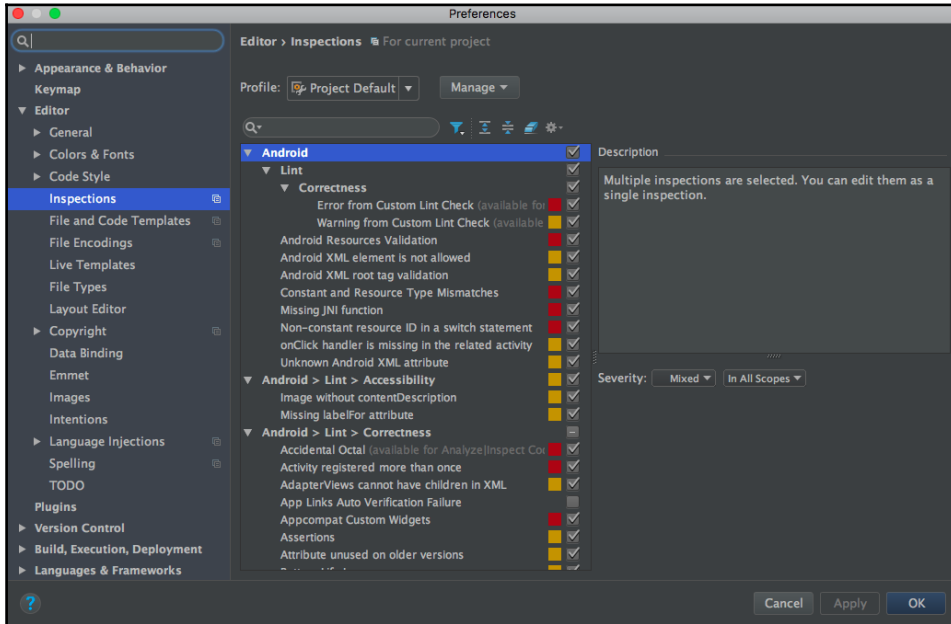 Preferences
Appearance & Behavior
Keymap
Editor
General
Colors & Fonts
Code Style
Inspections
File and Code Templates
File Encodings
Live Templates
File Types
Layout Editor
Copyright
Data Binding
Emmet
Images
Intentions
Language Injections
Spelling
TODO
Plugins
Version Control
Build, Execution, Deployment
Languages & Frameworks
Editor › Inspections For current project
Profile: Project Default Manage
Android
Lint
Correctness
Error from Custom Lint Check (available for
Warning from Custom Lint Check (available
Android Resources Validation
Android XML element is not allowed
Android XML root tag validation
Constant and Resource Type Mismatches
Missing JNI function
Non-constant resource ID in a switch statement
onClick handler is missing in the related activity
Unknown Android XML attribute
Android > Lint > Accessibility
Image without contentDescription
Missing labelFor attribute
Android > Lint > Correctness
Accidental Octal (available for Analyze|Inspect Co
Activity registered more than once
AdapterViews cannot have children in XML
App Links Auto Verification Failure
Appcompat Custom Widgets
Assertions
Attribute unused on older versions
Description
Multiple inspections are selected. You can edit them as a
single inspection.
Severity: Mixed In All Scopes
?
Cancel Apply OK